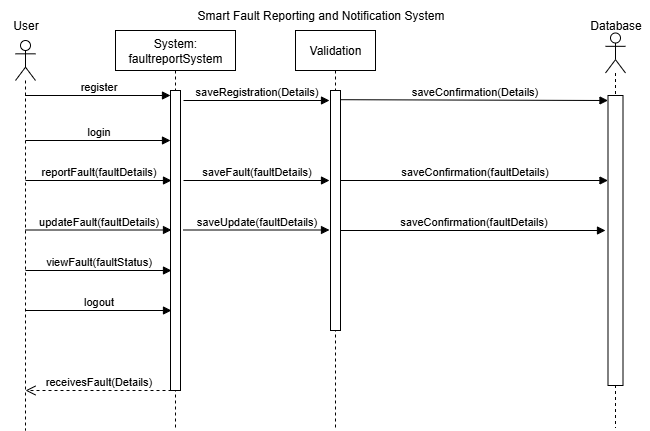 Smart Fault Reporting and Notification System
User
System:
faultreportSystem
Validation
Database
register
saveRegistration(Details)
saveConfirmation(Details)
login
reportFault(faultDetails)
saveFault(faultDetails)
saveConfirmation(faultDetails)
updateFault(faultDetails)
saveUpdate(faultDetails)
saveConfirmation(faultDetails)
viewFault(faultStatus)
logout
receivesFault(Details)